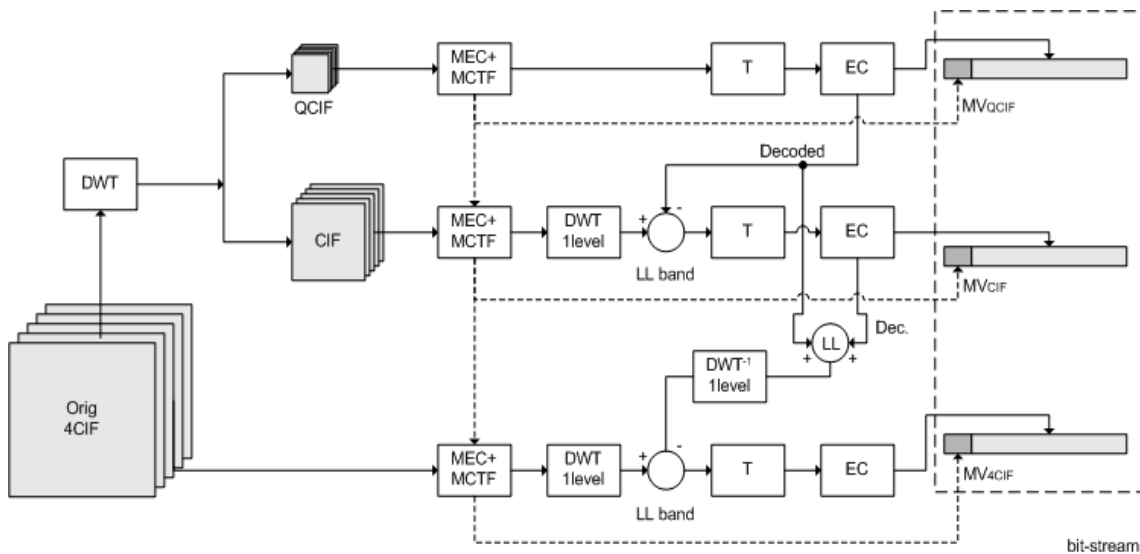 QCIF
MEC+
MCTF
T
EC
MVQCIF
Decoded
DWT
CIF
MEC+
MCTF
DWT
1level
+
-
LL band
T
EC
MVCIF
Dec.
LL
+
+
DWT-1
1level
Orig
4CIF
MEC+
MCTF
DWT
1level
+
-
LL band
T
EC
MV4CIF
bit-stream